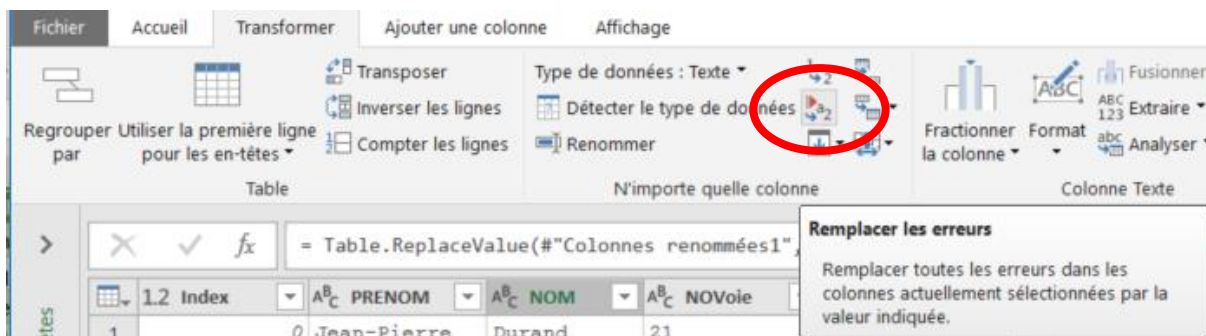 Fichier Accueil Transformer Ajouter une colonne Affichage
Transposer
Inverser les lignes
Compter les lignes
Regrouper par
Utiliser la première ligne pour les en-têtes
Table
Type de données : Texte
Détecter le type de données
Renommer
N'importe quelle colonne
Fractionner la colonne
Format
Fusionner
Extraire
Analyser
Colonne Texte
= Table.ReplaceValue(#"Colonnes renommées1",
Remplacer les erreurs
Remplacer toutes les erreurs dans les
colonnes actuellement sélectionnées par la
valeur indiquée.
1.2 Index ABC PRENOM ABC NOM ABC NOVoie
1 0 Jean-Pierre Durand 21